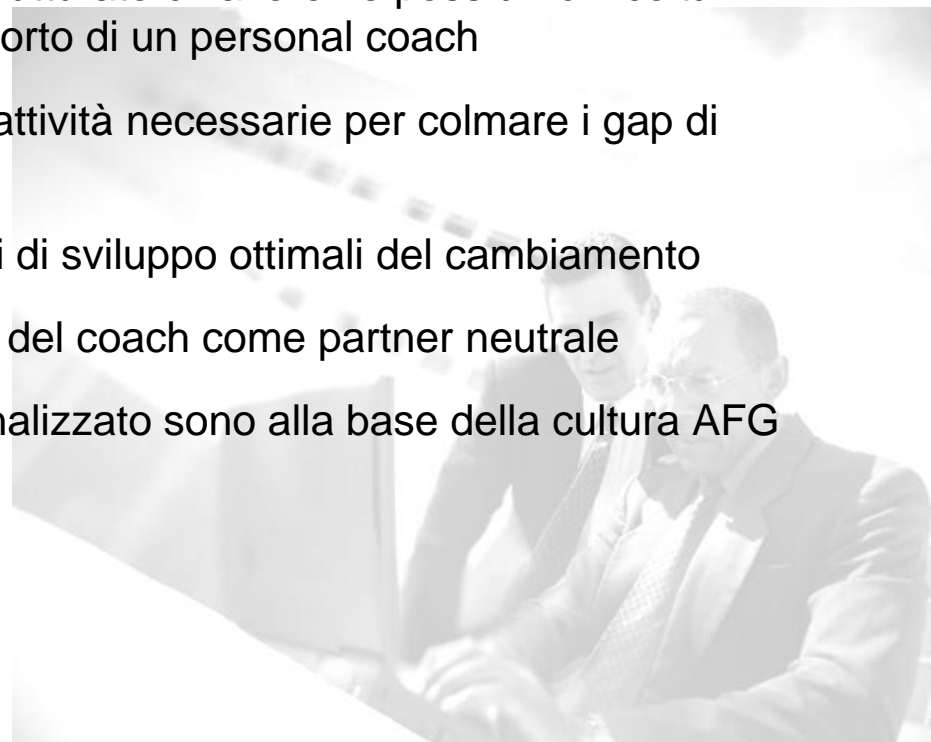 orto di un personal coach
attività necessarie per colmare i gap di
i di sviluppo ottimali del cambiamento
del coach come partner neutrale
nalizzato sono alla base della cultura AFG